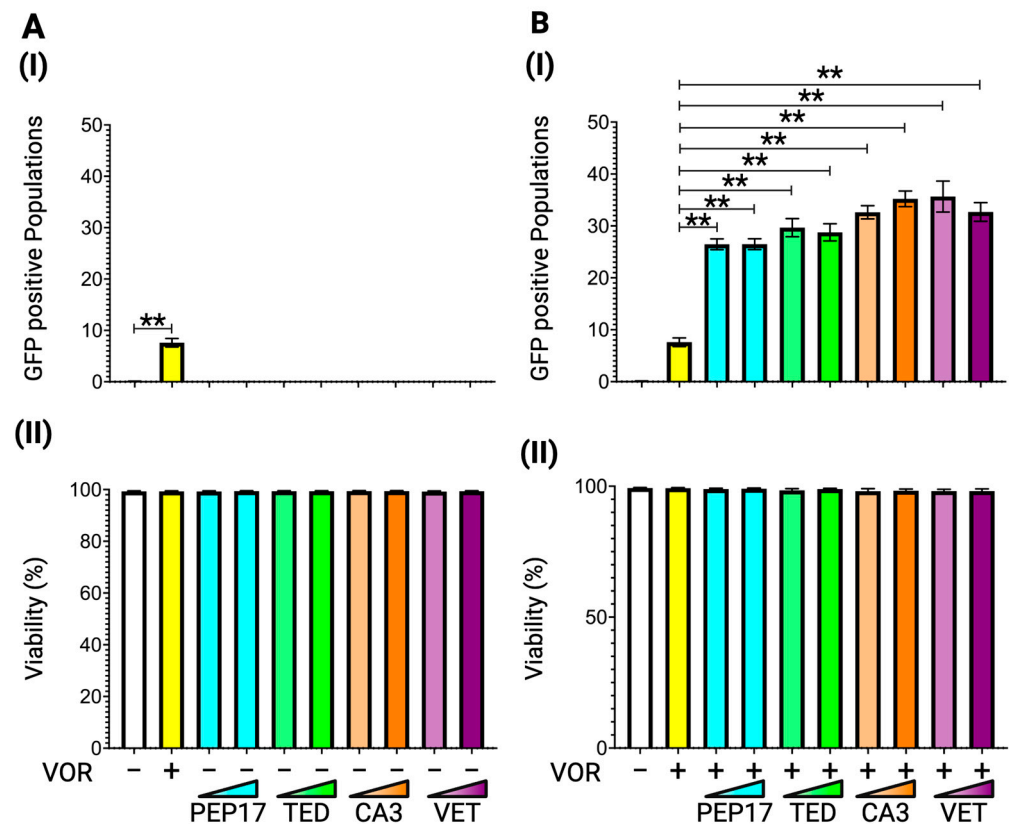 A
B
(I)
(I)
GFP positive Populations
50
40
30
20
10
0
**
GFP positive Populations
50
40
30
20
10
0
**
**
**
**
**
**
**
**
(II)
(II)
Viability (%)
100
80
60
40
20
0
VOR − + − − − − − − − −
PEP17 TED CA3 VET
Viability (%)
100
50
0
VOR − + + + + + + + + +
PEP17 TED CA3 VET